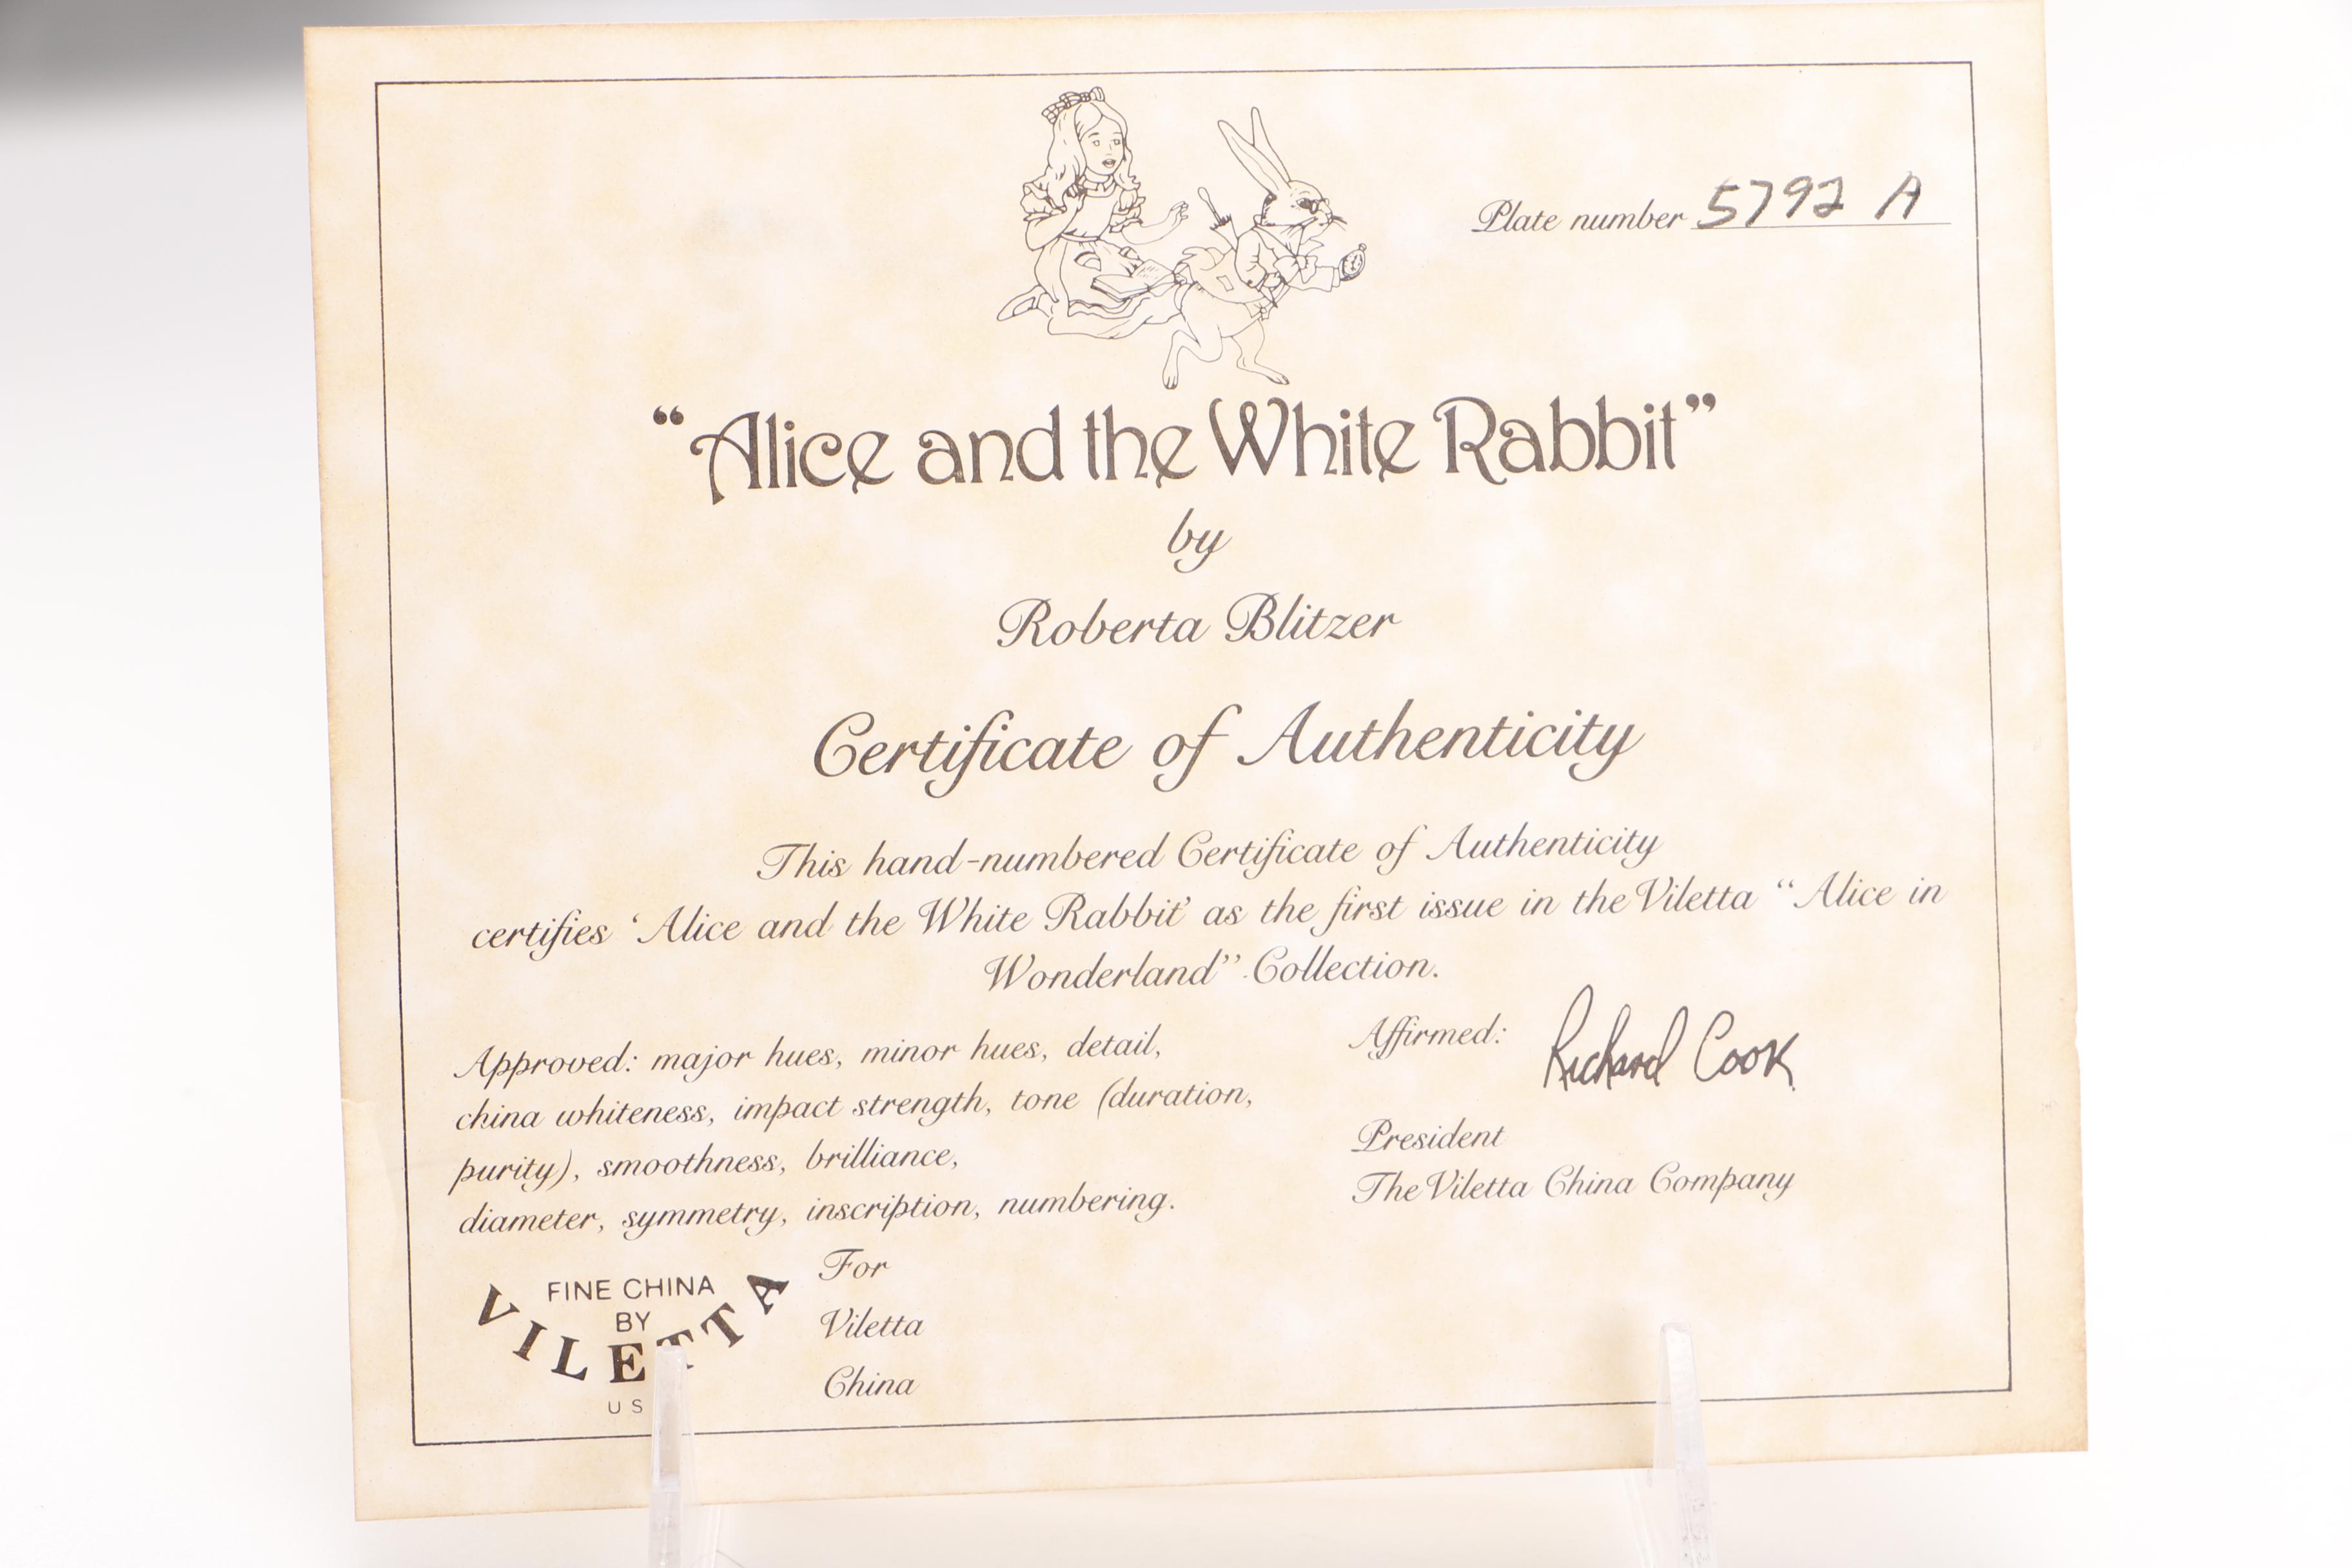 Plate number 5792 A
“Alice and the White Rabbit”
by
Roberta Blitzer
Certificate of Authenticity
This hand-numbered Certificate of Authenticity
certifies ‘Alice and the White Rabbit’ as the first issue in the Viletta “Alice in
Wonderland” Collection.
Approved: major hues, minor hues, detail,
china whiteness, impact strength, tone (duration,
purity), smoothness, brilliance,
diameter, symmetry, inscription, numbering.
Affirmed: Richard Cook
President
The Viletta China Company
FINE CHINA
BY
VILETTA
US
For
Viletta
China